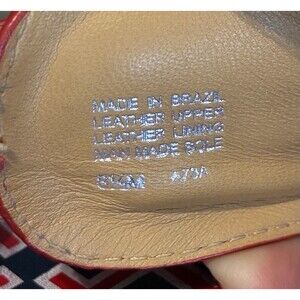 MADE IN BRAZIL
LEATHER UPPER
LEATHER LINING
MAN MADE SOLE